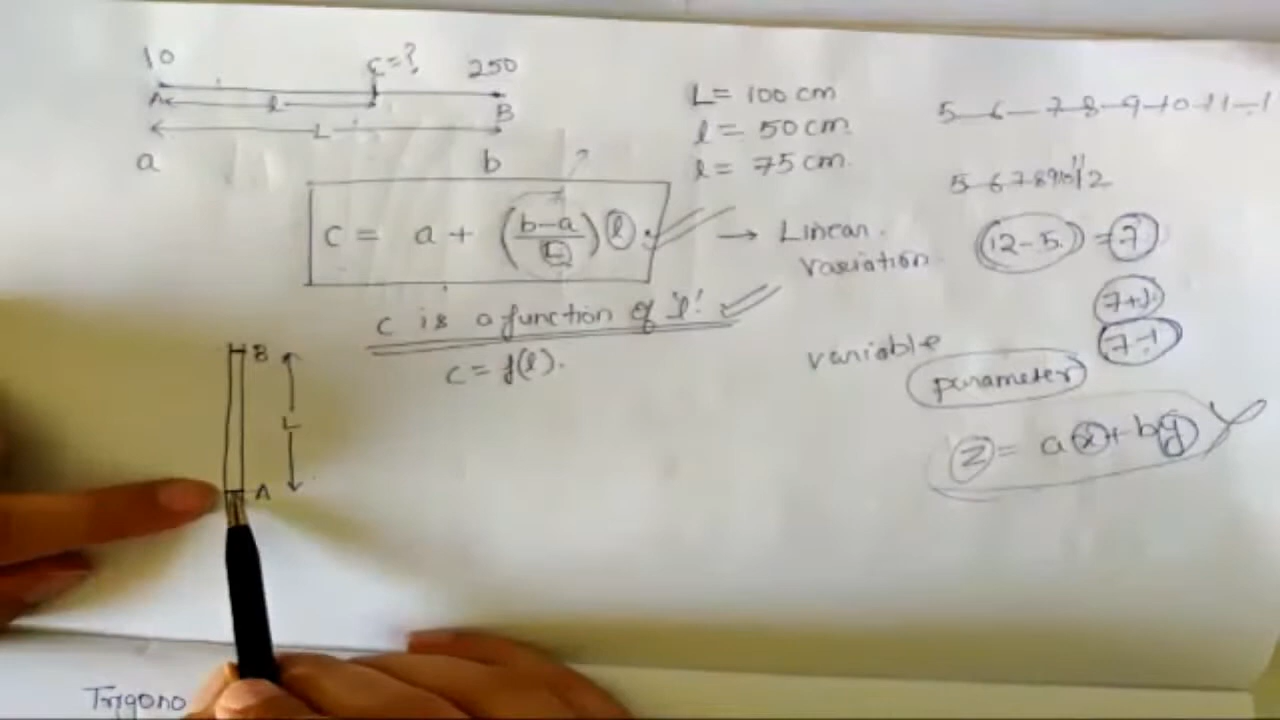 10 C=? 250
A l B
L
a b
C = a + (b-a/L) l.
C is a function of 'l'.
C = f(l).
L = 100 cm
l = 50 cm.
l = 75 cm.
→ Linear
variation.
5-6-7-8-9-10-11-1
5 6 7 8 9 10 11 12
(12-5) = 7
7+1
7-1
variable
parameter
Z = ax + by
B
L
A
Trigono